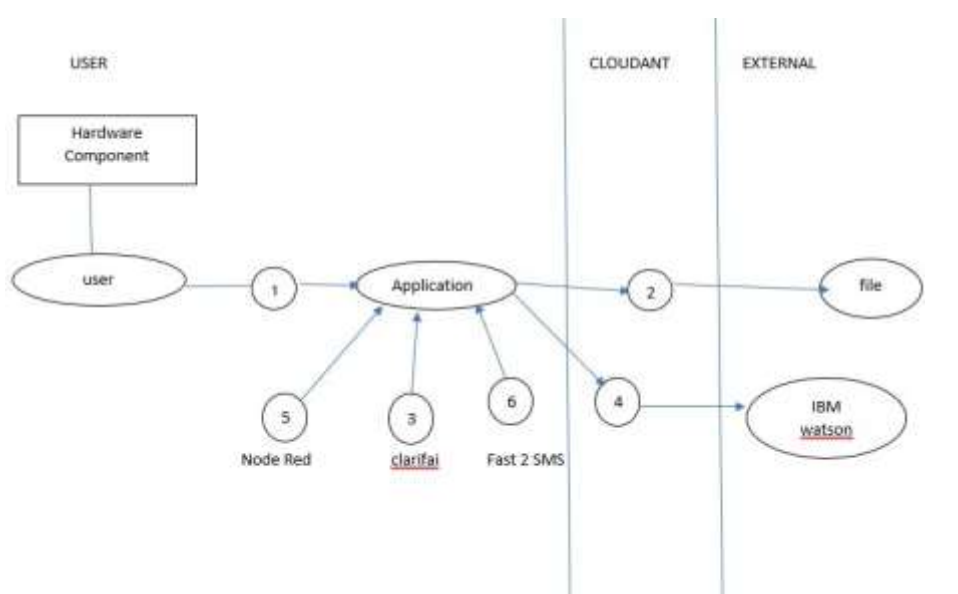 USER
CLOUDANT
EXTERNAL
Hardware
Component
user
1
Application
2
file
5
3
6
4
IBM
watson
Node Red
clarifai
Fast 2 SMS